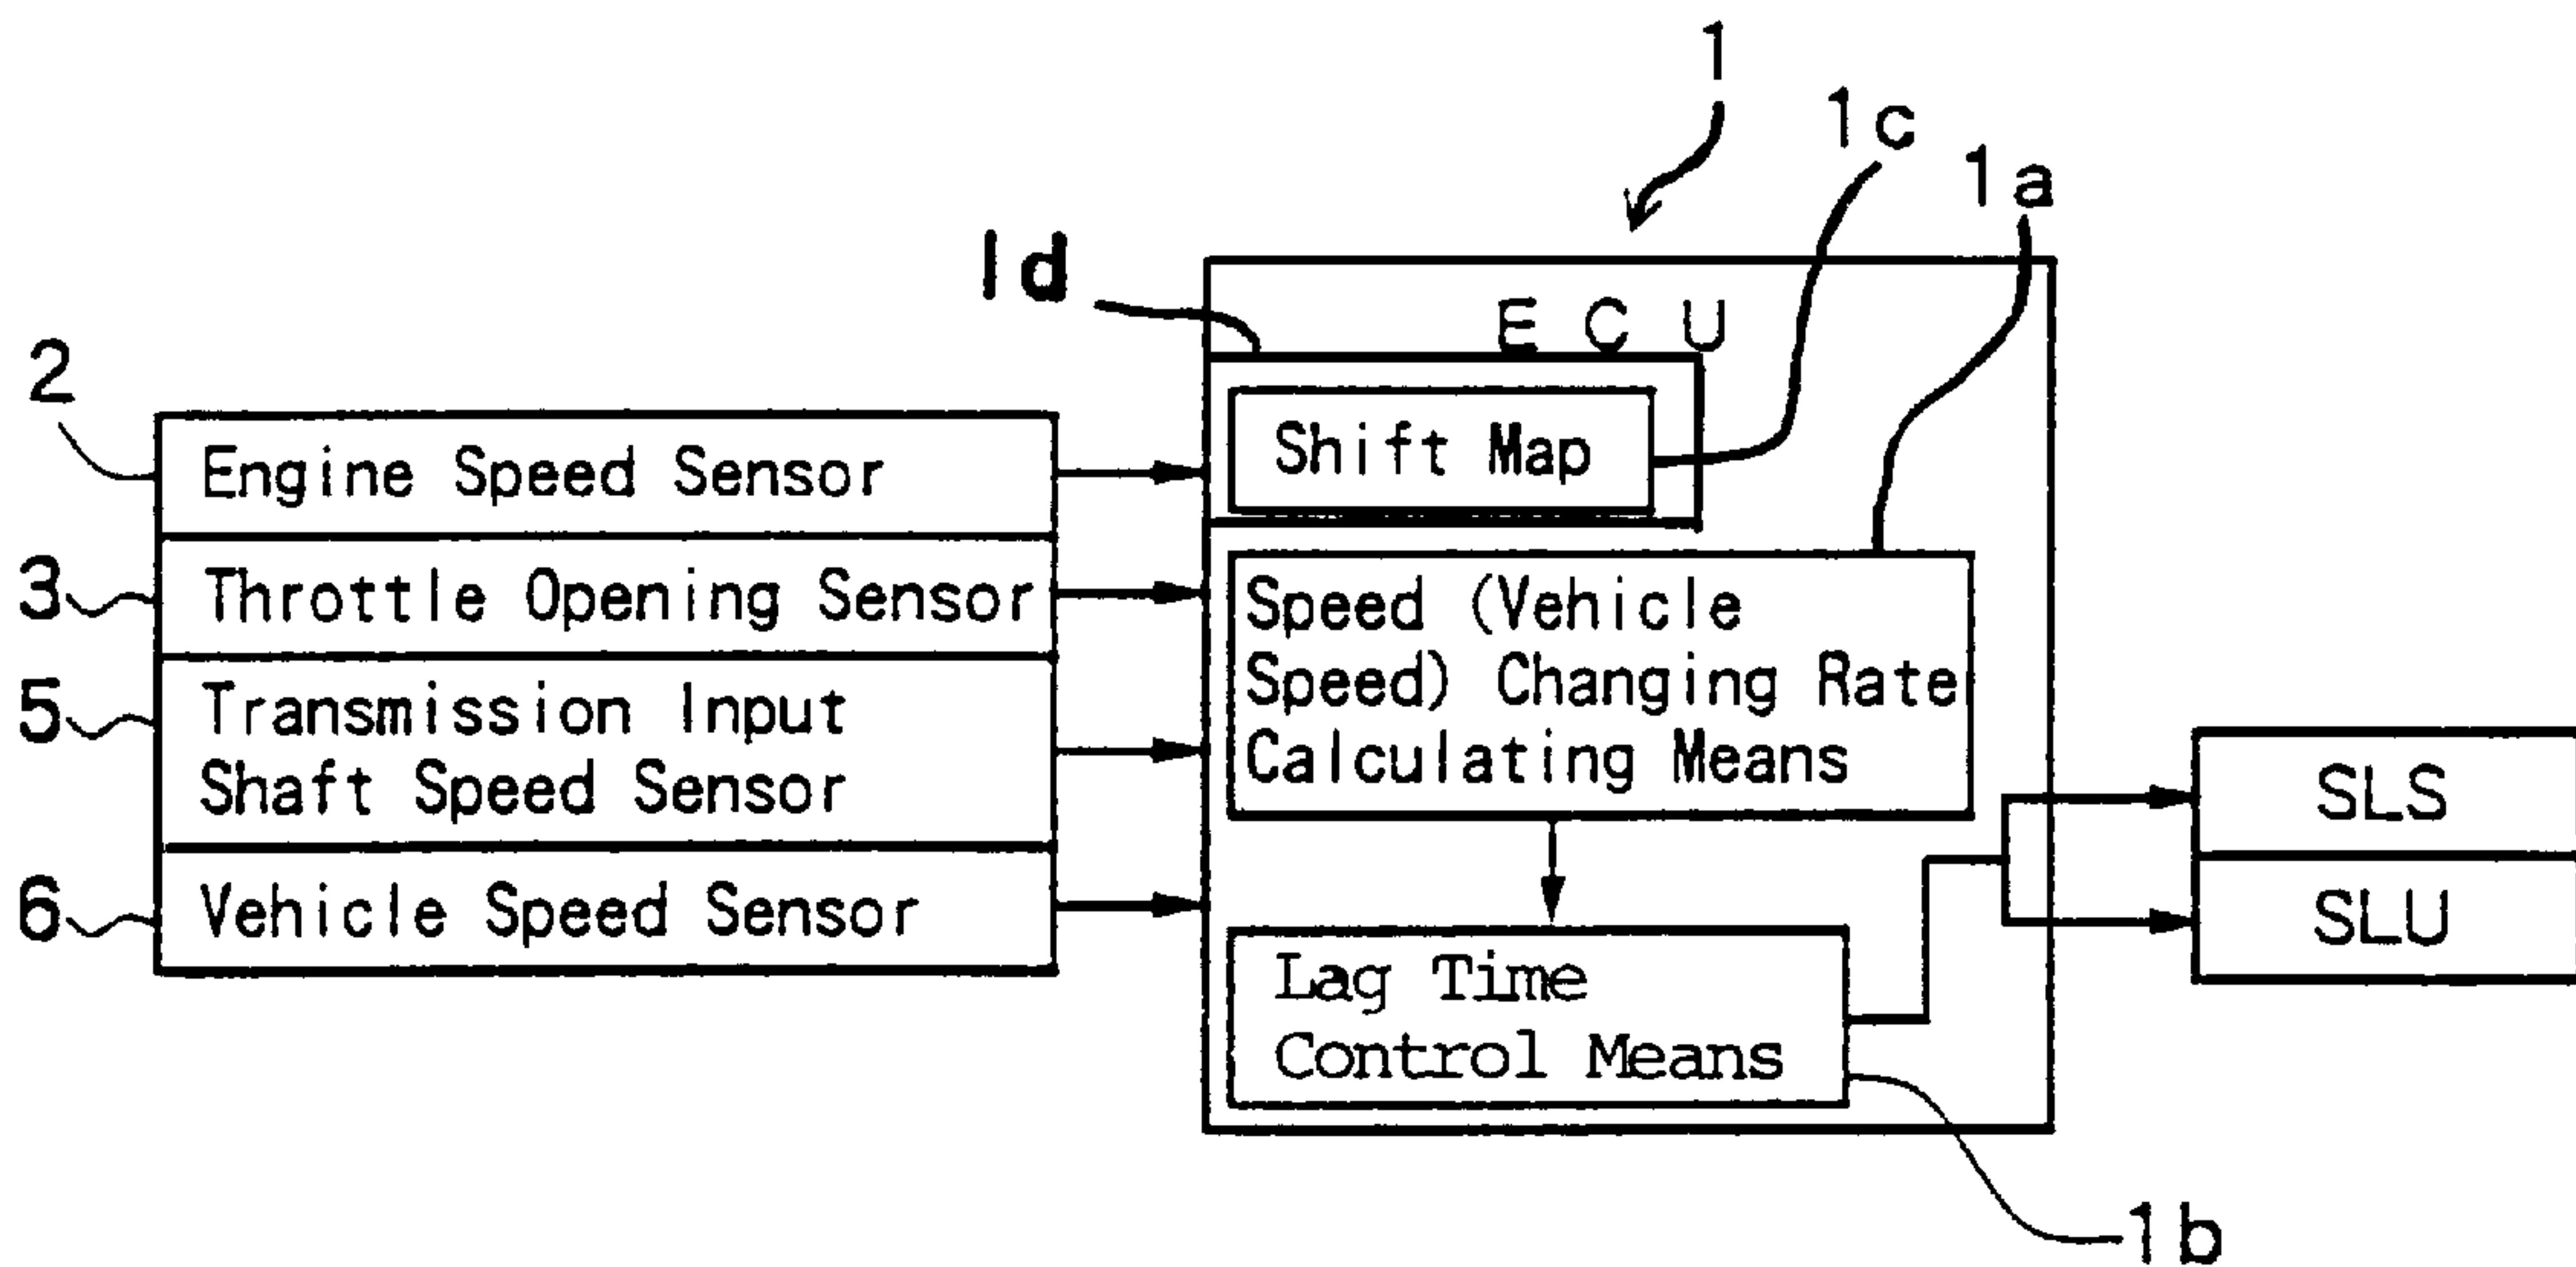 1
1c
1a
1d
E C U
2
Engine Speed Sensor
Shift Map
3
Throttle Opening Sensor
Speed (Vehicle
Speed) Changing Rate
Calculating Means
5
Transmission Input
Shaft Speed Sensor
SLS
6
Vehicle Speed Sensor
SLU
Lag Time
Control Means
1b